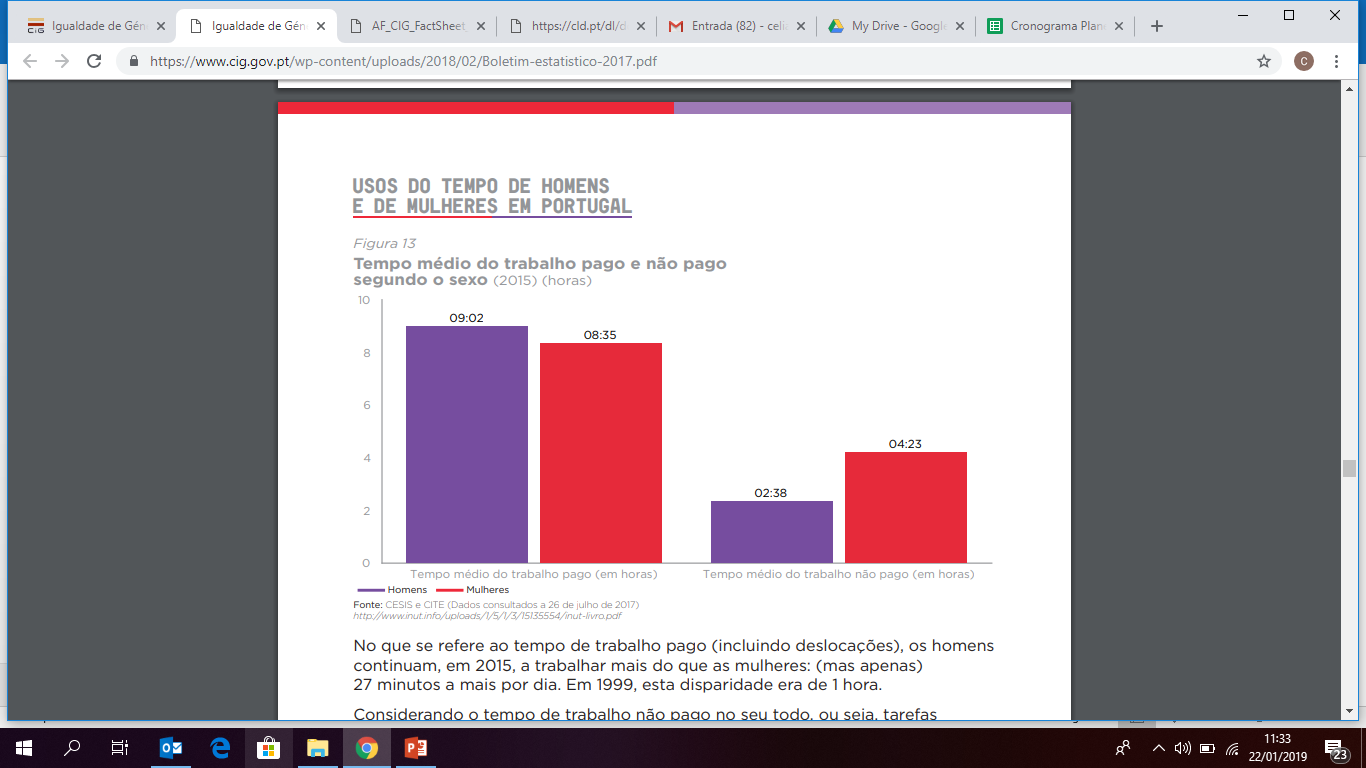 CIG
Igualdade de Gén
Igualdade de Gén
AF_CIG_FactSheet_
https://cld.pt/dl/d
Entrada (82) - celi
My Drive - Google
Cronograma Plan
https://www.cig.gov.pt/wp-content/uploads/2018/02/Boletim-estatistico-2017.pdf
C
USOS DO TEMPO DE HOMENS
E DE MULHERES EM PORTUGAL
Figura 13
Tempo médio do trabalho pago e não pago
segundo o sexo (2015) (horas)
10
8
6
4
2
0
09:02
08:35
02:38
04:23
Tempo médio do trabalho pago (em horas)
Tempo médio do trabalho não pago (em horas)
Homens Mulheres
Fonte: CESIS e CITE (Dados consultados a 26 de julho de 2017)
http://www.inut.info/uploads/1/5/1/3/15135554/inut-livro.pdf
No que se refere ao tempo de trabalho pago (incluindo deslocações), os homens
continuam, em 2015, a trabalhar mais do que as mulheres: (mas apenas)
27 minutos a mais por dia. Em 1999, esta disparidade era de 1 hora.
Considerando o tempo de trabalho não pago no seu todo, ou seja, tarefas
11:33
22/01/2019
23